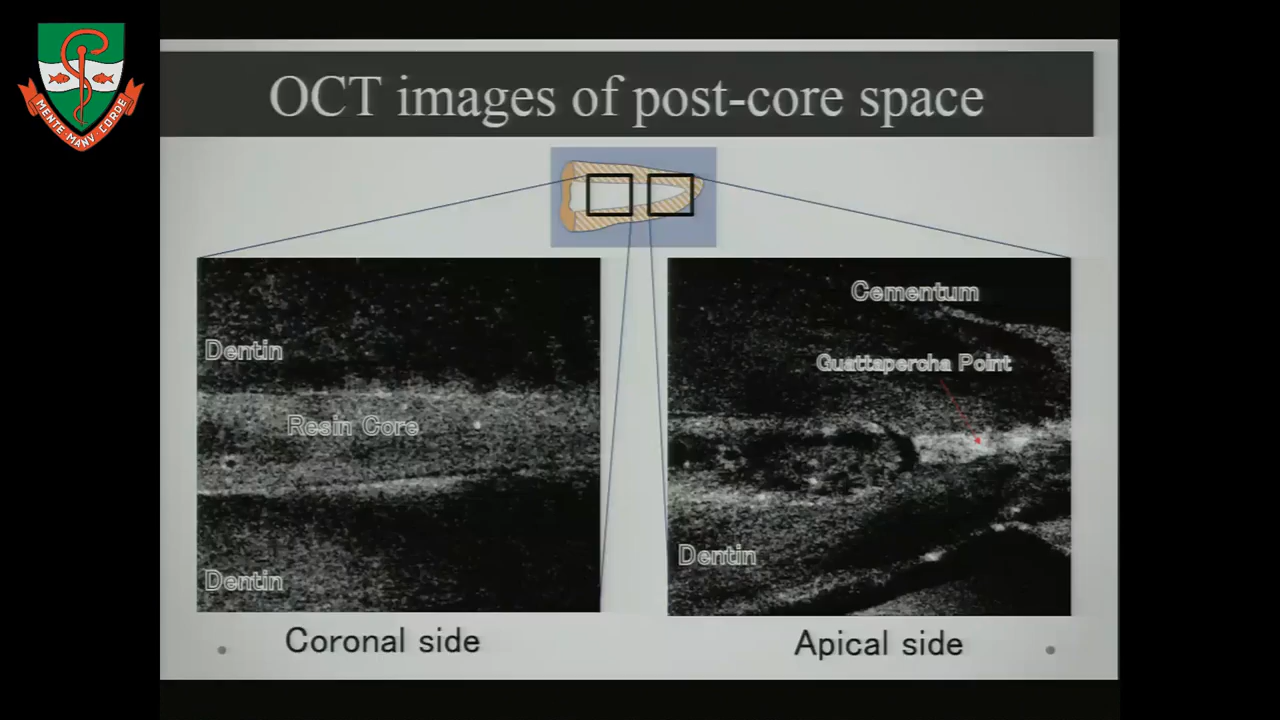 MENTE MANV CORDE
OCT images of post-core space
Dentin
Resin Core
Dentin
Coronal side
Cementum
Guattapercha Point
Dentin
Apical side